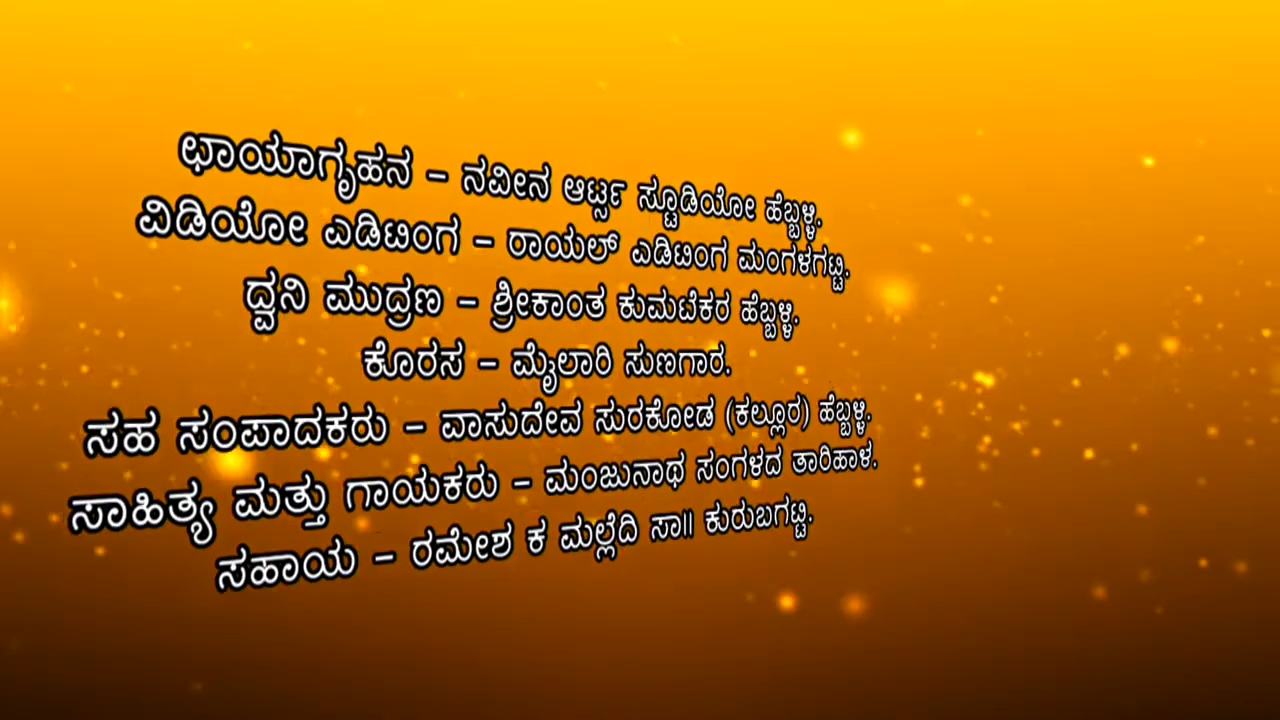 ಛಾಯಾಗೃಹನ – ನವೀನ ಆರ್ಟ್ಸ ಸ್ಟೂಡಿಯೋ ಹೆಬ್ಬಳ್ಳಿ.
ವಿಡಿಯೋ ಎಡಿಟಿಂಗ – ರಾಯಲ್ ಎಡಿಟಿಂಗ ಮಂಗಳಗಟ್ಟಿ.
ದ್ವನಿ ಮುದ್ರಣ – ಶ್ರೀಕಾಂತ ಕುಮಟೆಕರ ಹೆಬ್ಬಳ್ಳಿ.
ಕೊರಸ – ಮೈಲಾರಿ ಸುಣಗಾರ.
ಸಹ ಸಂಪಾದಕರು – ವಾಸುದೇವ ಸುರಕೋಡ (ಕಲ್ಲೂರ) ಹೆಬ್ಬಳ್ಳಿ.
ಸಾಹಿತ್ಯ ಮತ್ತು ಗಾಯಕರು – ಮಂಜುನಾಥ ಸಂಗಳದ ತಾರಿಹಾಳ.
ಸಹಾಯ – ರಮೇಶ ಕ ಮಲ್ಲೆದಿ ಸಾ॥ ಕುರುಬಗಟ್ಟಿ.